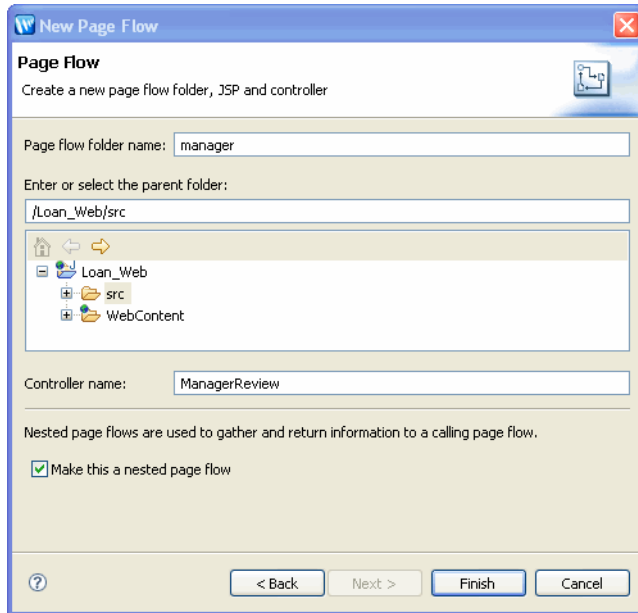 New Page Flow
Page Flow
Create a new page flow folder, JSP and controller
Page flow folder name: manager
Enter or select the parent folder:
/Loan_Web/src
Loan_Web
src
WebContent
Controller name: ManagerReview
Nested page flows are used to gather and return information to a calling page flow.
Make this a nested page flow
< Back Next > Finish Cancel